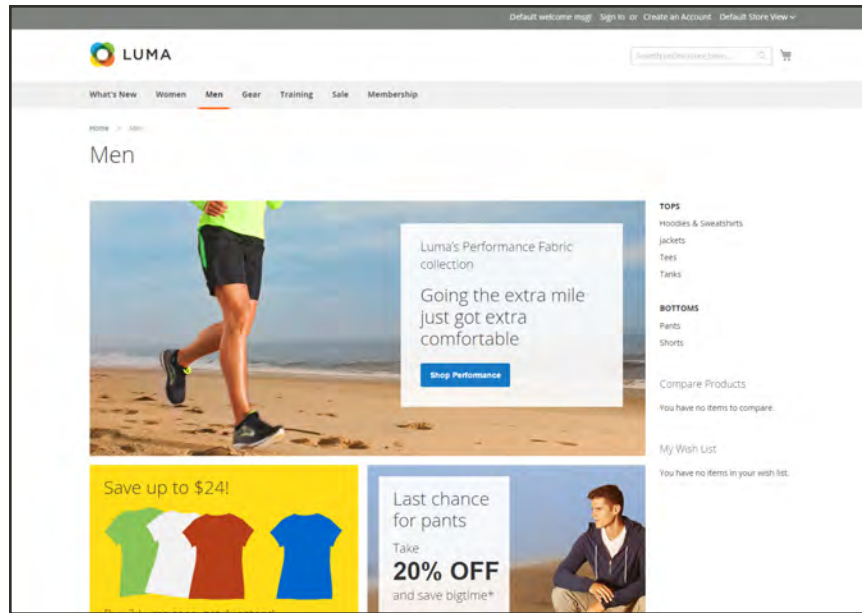 Default welcome msg! Sign In or Create an Account Default Store View
LUMA
What's New Women Men Gear Training Sale Membership
Home > Men
Men
Luma's Performance Fabric
collection
Going the extra mile
just got extra
comfortable
Shop Performance
TOPS
Hoodies & Sweatshirts
Jackets
Tees
Tanks
BOTTOMS
Pants
Shorts
Compare Products
You have no items to compare.
My Wish List
You have no items in your wish list.
Save up to $24!
Last chance
for pants
Take
20% OFF
and save bigtime*